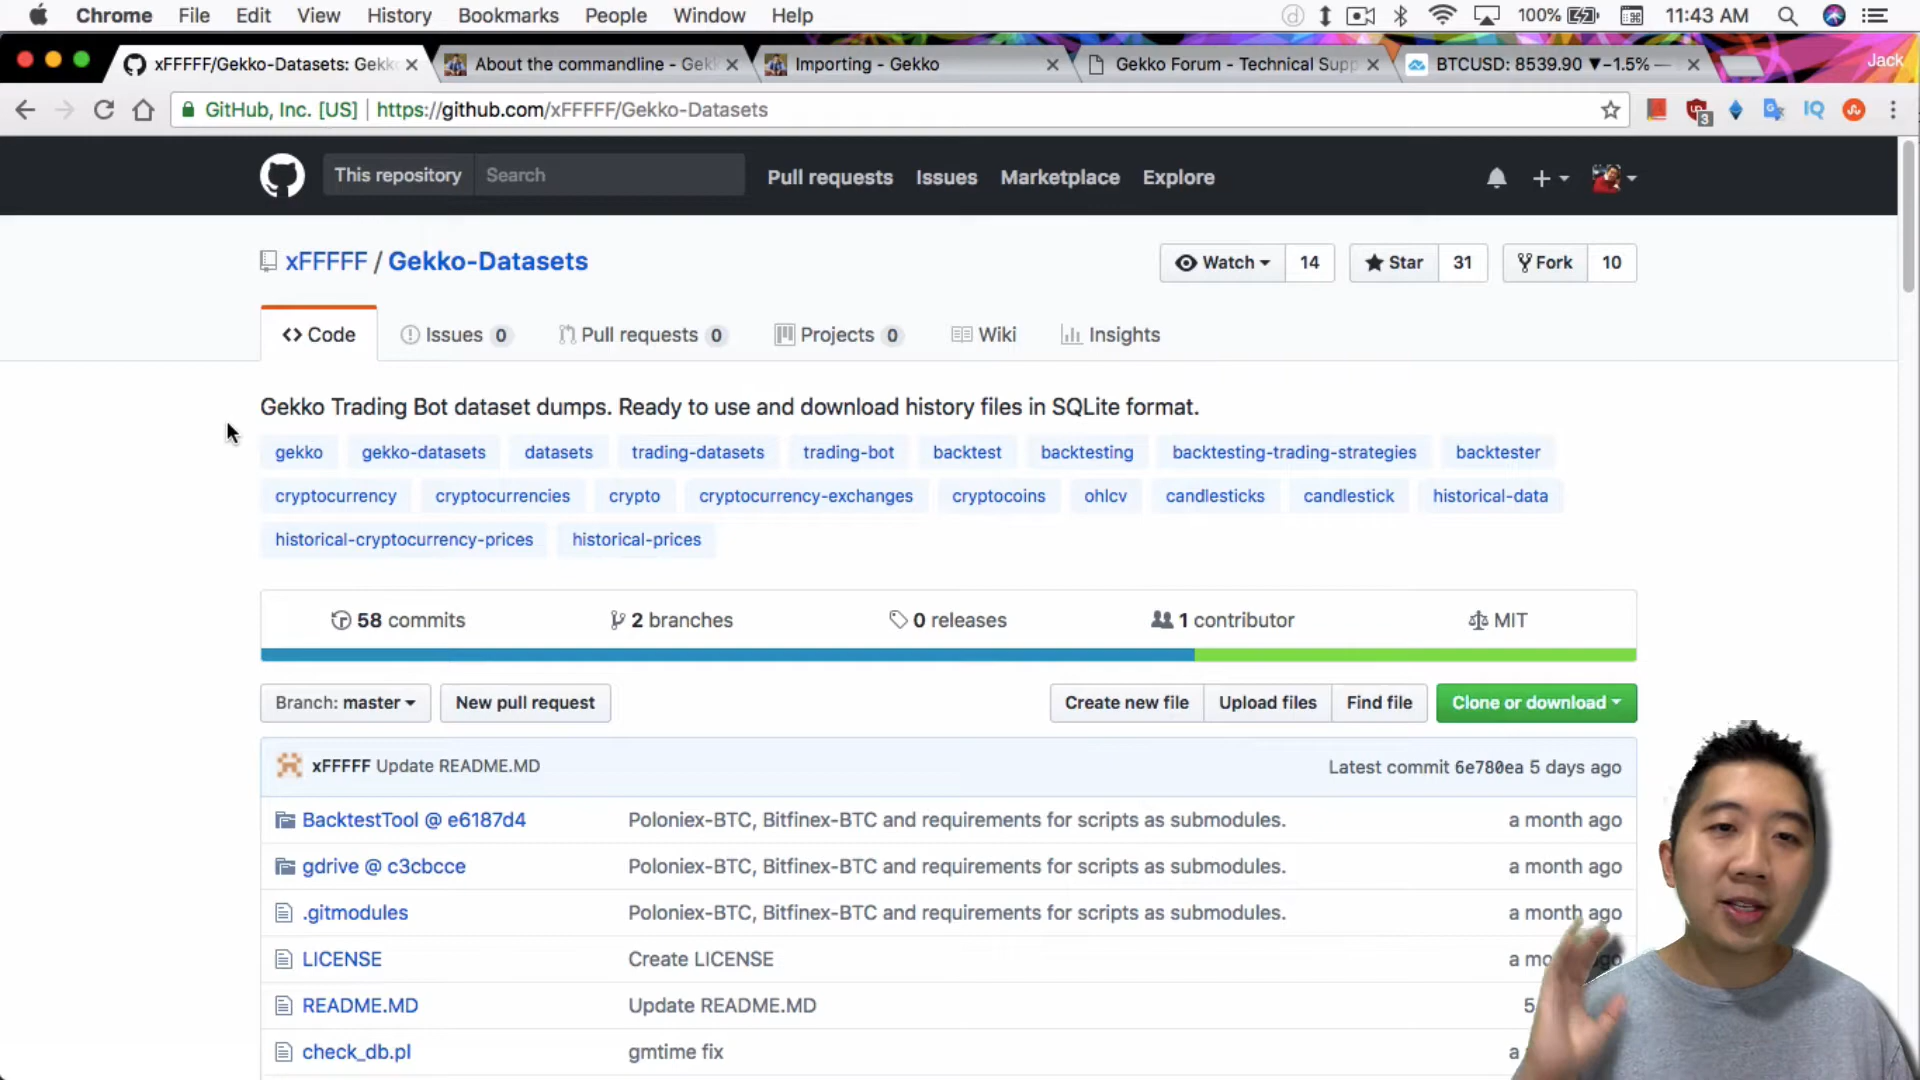 Chrome File Edit View History Bookmarks People Window Help 100% 11:43 AM
xFFFFF/Gekko-Datasets: Gekko About the commandline - Gekk Importing - Gekko Gekko Forum - Technical Supp BTCUSD: 8539.90 ▼−1.5% — Jack
GitHub, Inc. [US] | https://github.com/xFFFFF/Gekko-Datasets 3 IQ
This repository Search Pull requests Issues Marketplace Explore
xFFFFF / Gekko-Datasets Watch 14 Star 31 Fork 10
Code Issues 0 Pull requests 0 Projects 0 Wiki Insights
Gekko Trading Bot dataset dumps. Ready to use and download history files in SQLite format.
gekko gekko-datasets datasets trading-datasets trading-bot backtest backtesting backtesting-trading-strategies backtester
cryptocurrency cryptocurrencies crypto cryptocurrency-exchanges cryptocoins ohlcv candlesticks candlestick historical-data
historical-cryptocurrency-prices historical-prices
58 commits 2 branches 0 releases 1 contributor MIT
Branch: master New pull request Create new file Upload files Find file Clone or download
xFFFFF Update README.MD Latest commit 6e780ea 5 days ago
BacktestTool @ e6187d4 Poloniex-BTC, Bitfinex-BTC and requirements for scripts as submodules. a month ago
gdrive @ c3cbcce Poloniex-BTC, Bitfinex-BTC and requirements for scripts as submodules. a month ago
.gitmodules Poloniex-BTC, Bitfinex-BTC and requirements for scripts as submodules. a month ago
LICENSE Create LICENSE a
README.MD Update README.MD 5
check_db.pl gmtime fix a